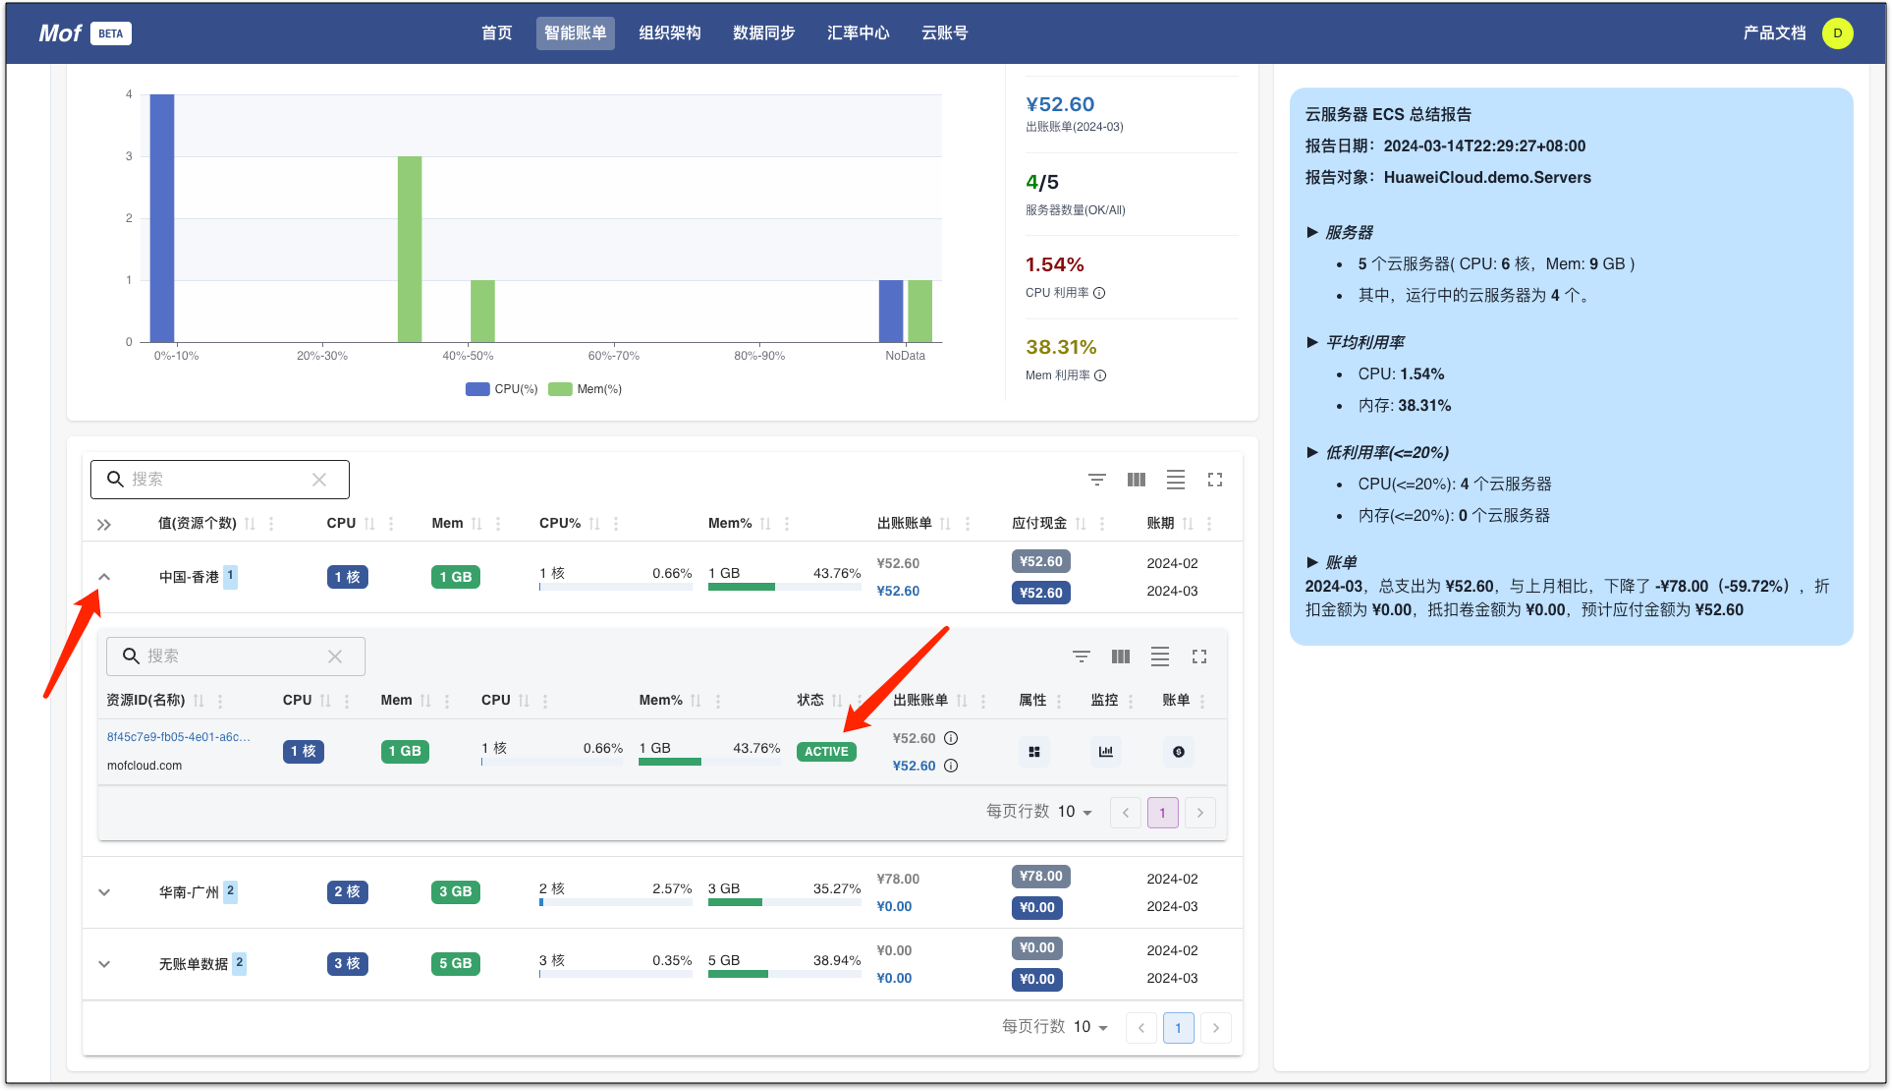 Mof BETA 首页 智能账单 组织架构 数据同步 汇率中心 云账号 产品文档 D
4
3
2
1
0
0%-10% 20%-30% 40%-50% 60%-70% 80%-90% NoData
CPU(%) Mem(%)
¥52.60
出账账单(2024-03)
4/5
服务器数量(OK/All)
1.54%
CPU 利用率
38.31%
Mem 利用率
云服务器 ECS 总结报告
报告日期：2024-03-14T22:29:27+08:00
报告对象：HuaweiCloud.demo.Servers
▶ 服务器
• 5 个云服务器( CPU: 6 核，Mem: 9 GB )
• 其中，运行中的云服务器为 4 个。
▶ 平均利用率
• CPU: 1.54%
• 内存: 38.31%
▶ 低利用率(<=20%)
• CPU(<=20%): 4 个云服务器
• 内存(<=20%): 0 个云服务器
▶ 账单
2024-03，总支出为 ¥52.60，与上月相比，下降了 -¥78.00（-59.72%），折
扣金额为 ¥0.00，抵扣卷金额为 ¥0.00，预计应付金额为 ¥52.60
搜索
值(资源个数) CPU Mem CPU% Mem% 出账账单 应付现金 账期
中国-香港 1 1 核 1 GB 1 核 0.66% 1 GB 43.76% ¥52.60 ¥52.60 2024-02
¥52.60 ¥52.60 2024-03
搜索
资源ID(名称) CPU Mem CPU Mem% 状态 出账账单 属性 监控 账单
8f45c7e9-fb05-4e01-a6c... 1 核 1 GB 1 核 0.66% 1 GB 43.76% ACTIVE ¥52.60
mofcloud.com ¥52.60
每页行数 10 1
华南-广州 2 2 核 3 GB 2 核 2.57% 3 GB 35.27% ¥78.00 ¥78.00 2024-02
¥0.00 ¥0.00 2024-03
无账单数据 2 3 核 5 GB 3 核 0.35% 5 GB 38.94% ¥0.00 ¥0.00 2024-02
¥0.00 ¥0.00 2024-03
每页行数 10 1